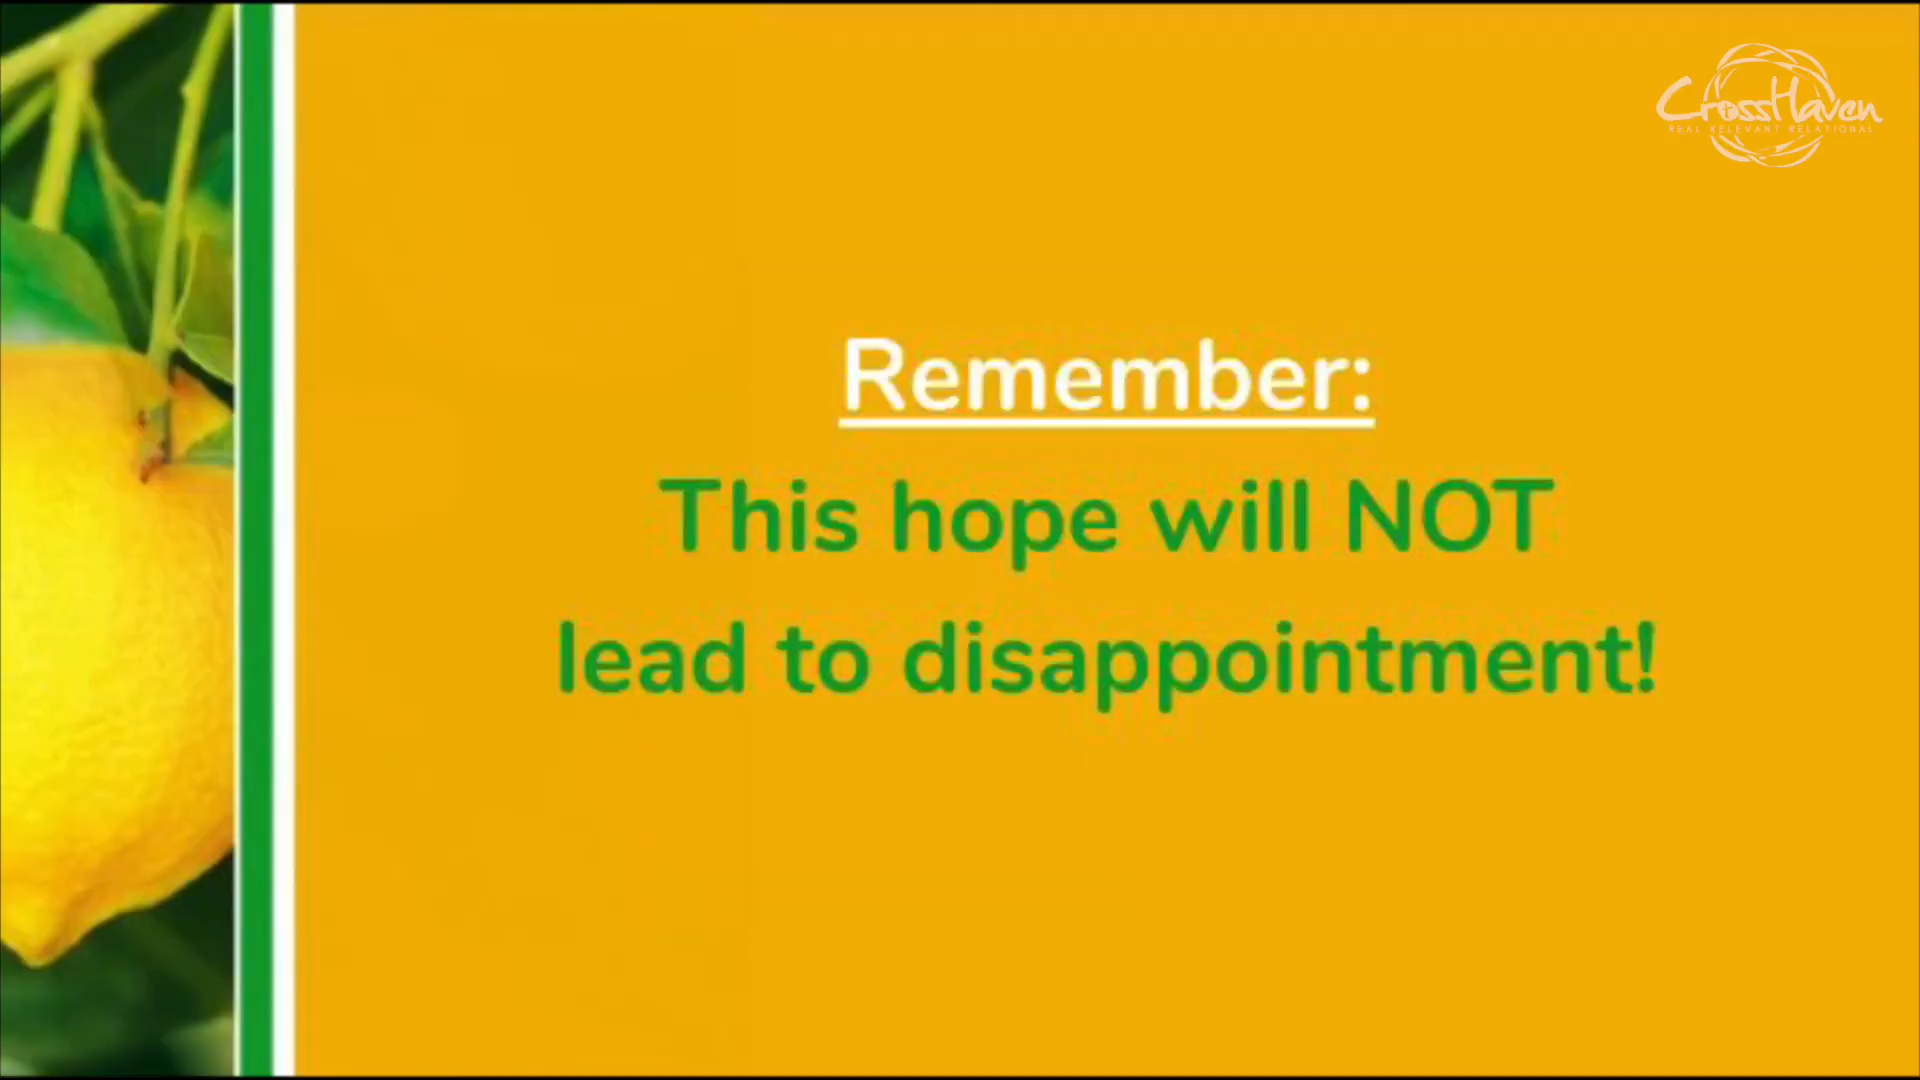 CrossHaven
REAL RELEVANT RELATIONAL
Remember:
This hope will NOT
lead to disappointment!